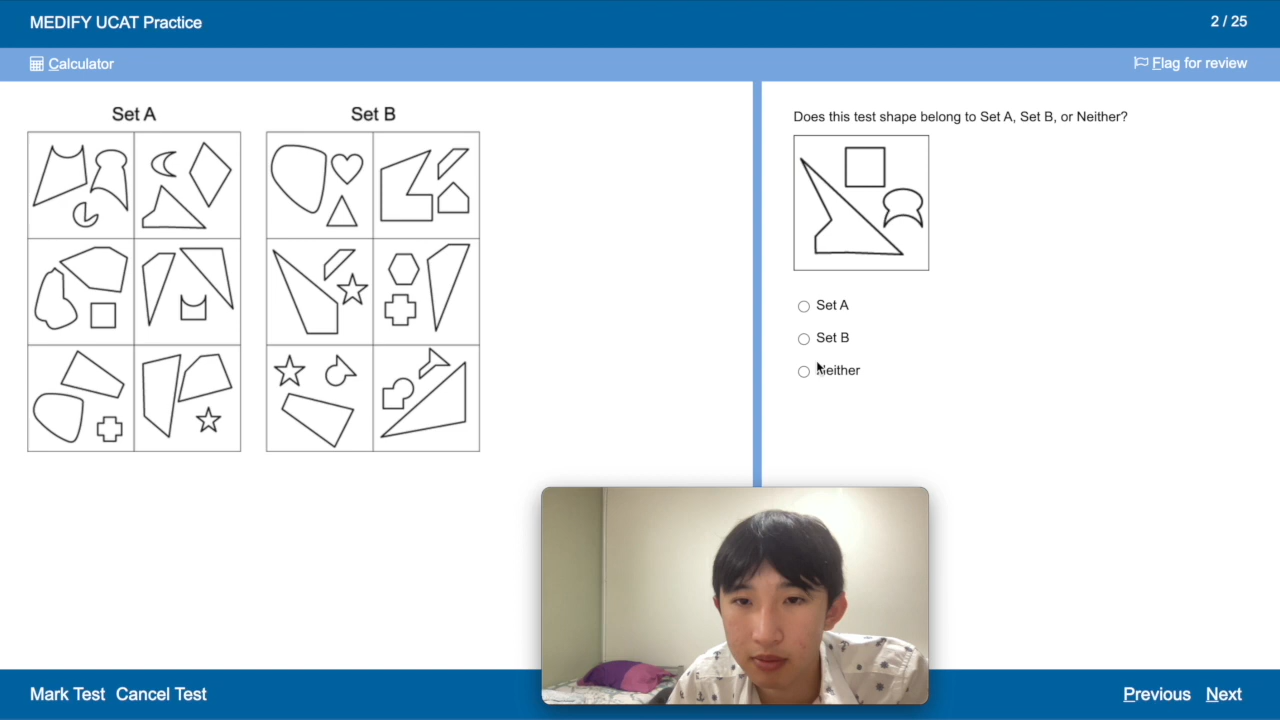 MEDIFY UCAT Practice
2 / 25
Calculator
Flag for review
Set A
Set B
Does this test shape belong to Set A, Set B, or Neither?
Set A
Set B
Neither
Mark Test
Cancel Test
Previous
Next